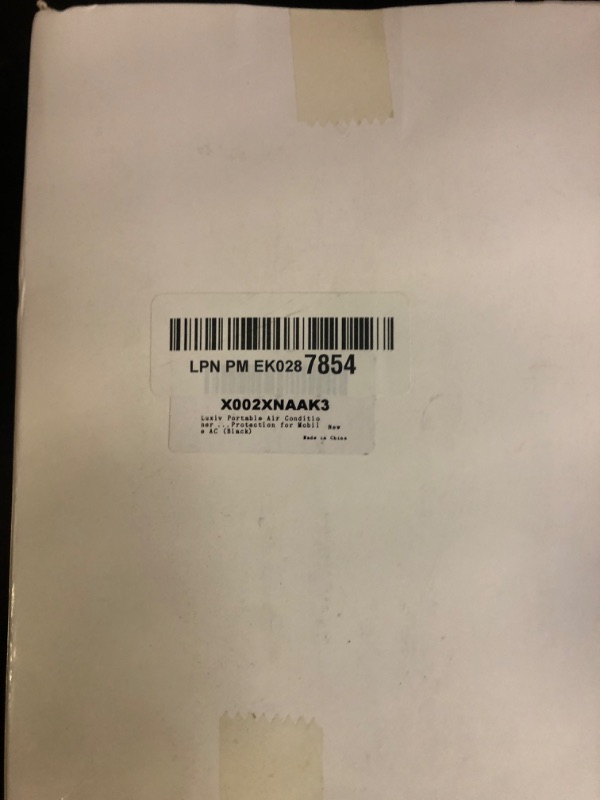 LPN PM EK028 7854
X002XNAAK3
Luxiv Portable Air Conditio
ner ...Protection for Mobil
e AC (Black)
New
Made in China